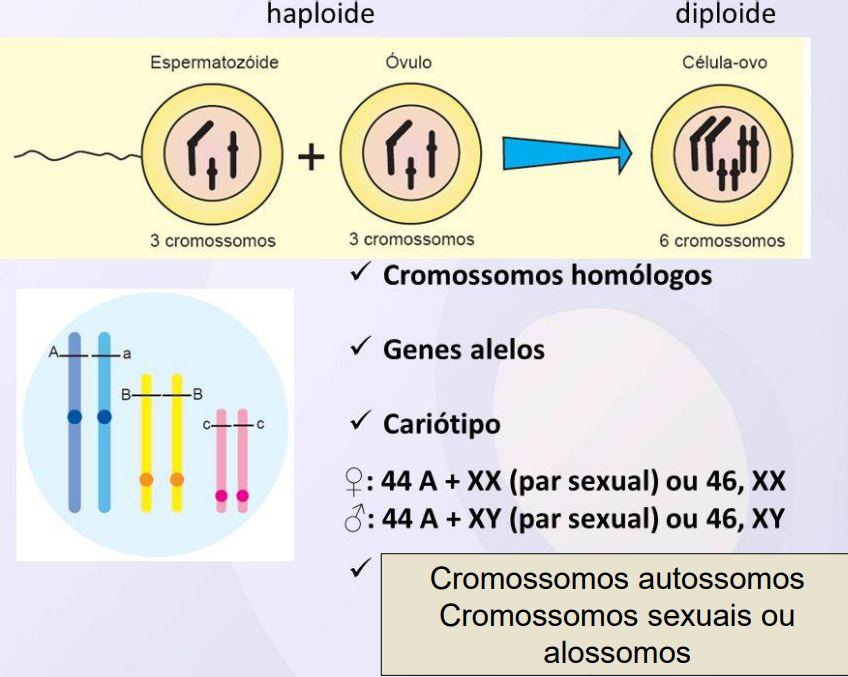 haploide
diploide
Espermatozóide
Óvulo
Célula-ovo
+
3 cromossomos
3 cromossomos
6 cromossomos
✓ Cromossomos homólogos
✓ Genes alelos
✓ Cariótipo
♀: 44 A + XX (par sexual) ou 46, XX
♂: 44 A + XY (par sexual) ou 46, XY
✓ Cromossomos autossomos
Cromossomos sexuais ou
alossomos
A a
B B
c c